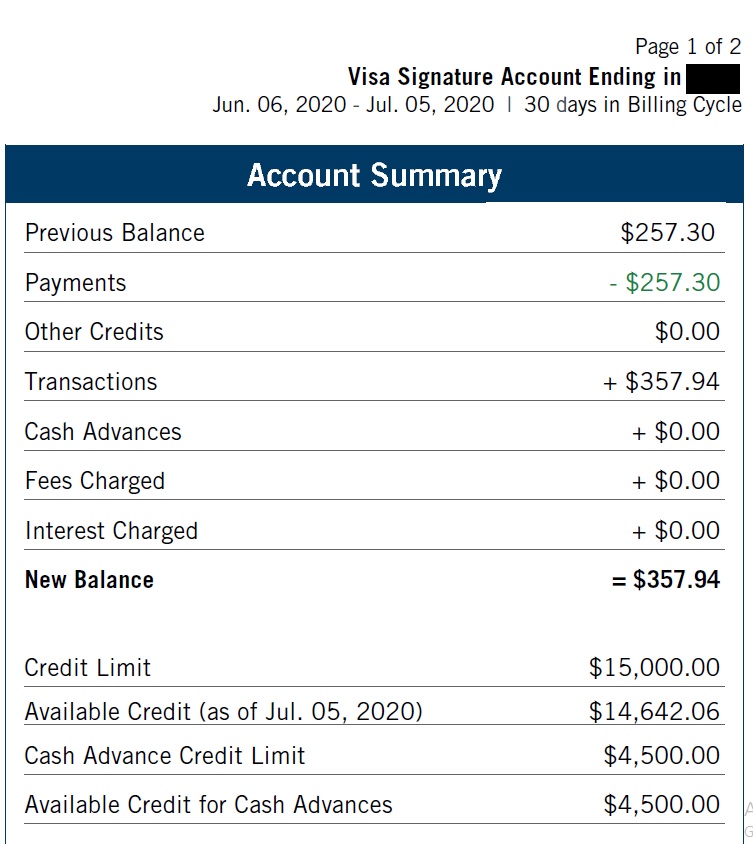 Page 1 of 2
Visa Signature Account Ending in
Jun. 06, 2020 - Jul. 05, 2020 | 30 days in Billing Cycle
Account Summary
Previous Balance $257.30
Payments - $257.30
Other Credits $0.00
Transactions + $357.94
Cash Advances + $0.00
Fees Charged + $0.00
Interest Charged + $0.00
New Balance = $357.94
Credit Limit $15,000.00
Available Credit (as of Jul. 05, 2020) $14,642.06
Cash Advance Credit Limit $4,500.00
Available Credit for Cash Advances $4,500.00